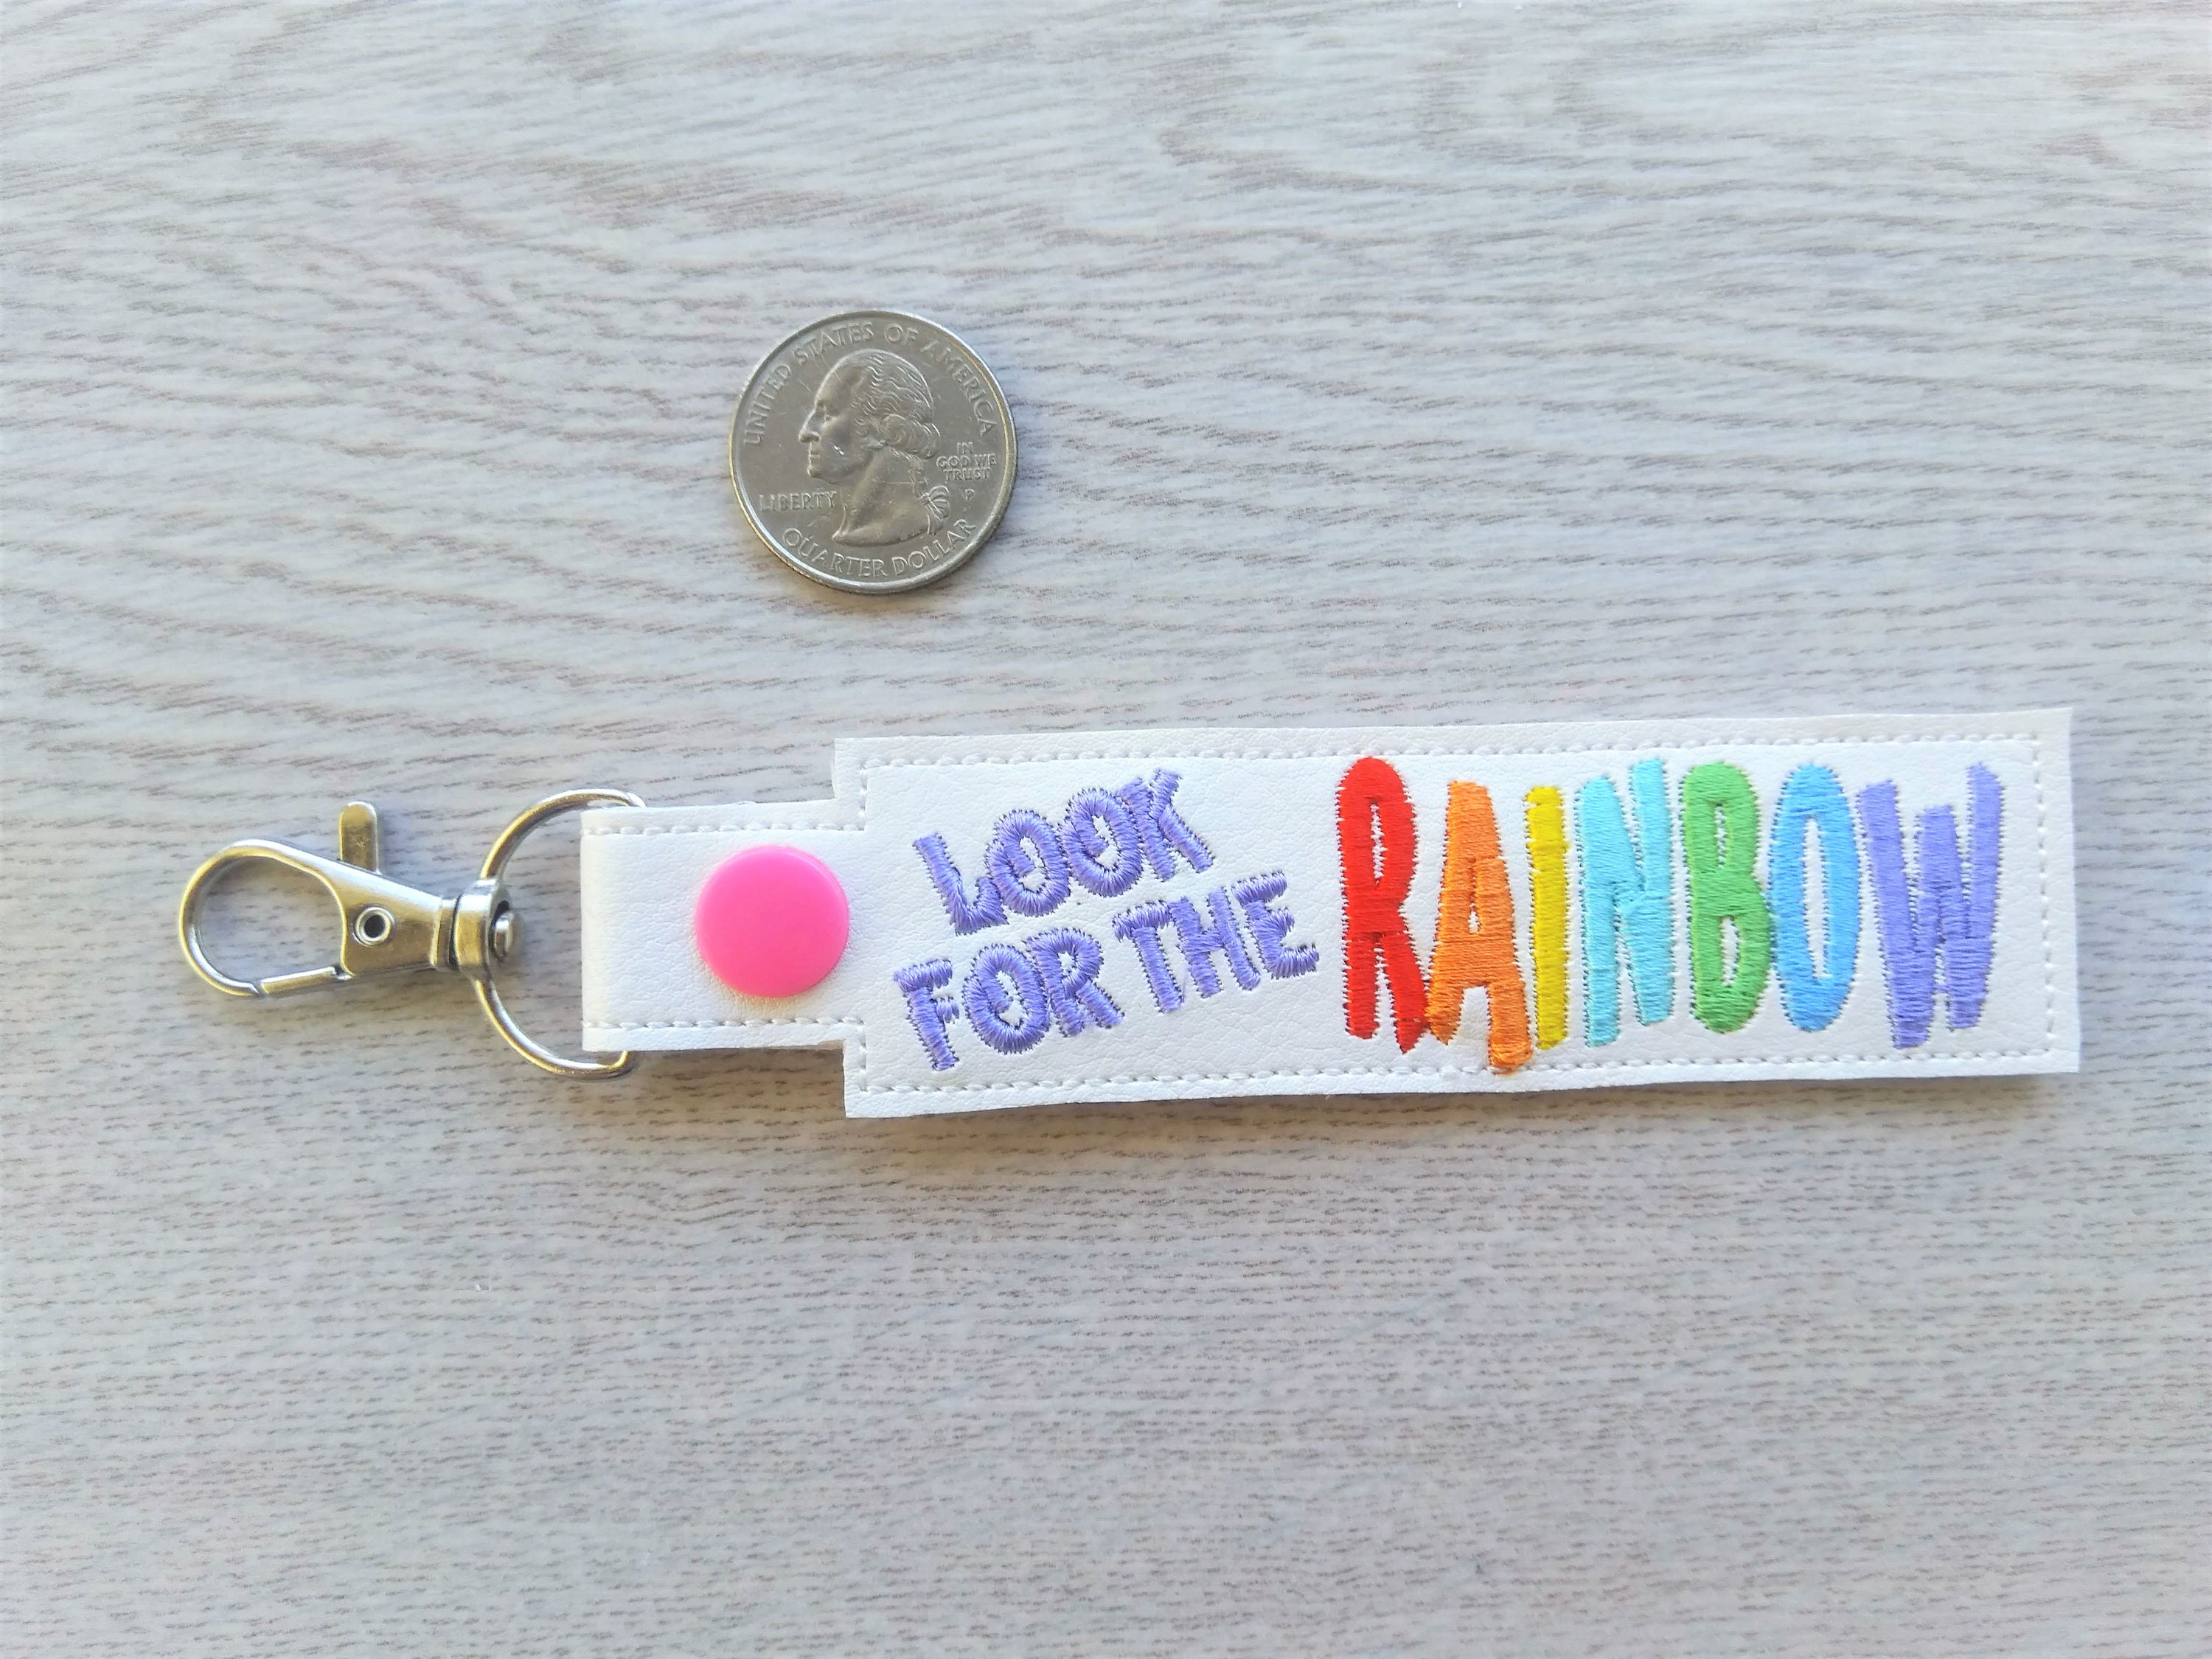 UNITED STATES OF AMERICA
IN
GOD WE
TRUST
P
LIBERTY
QUARTER DOLLAR
LOOK
FOR THE
RAINBOW